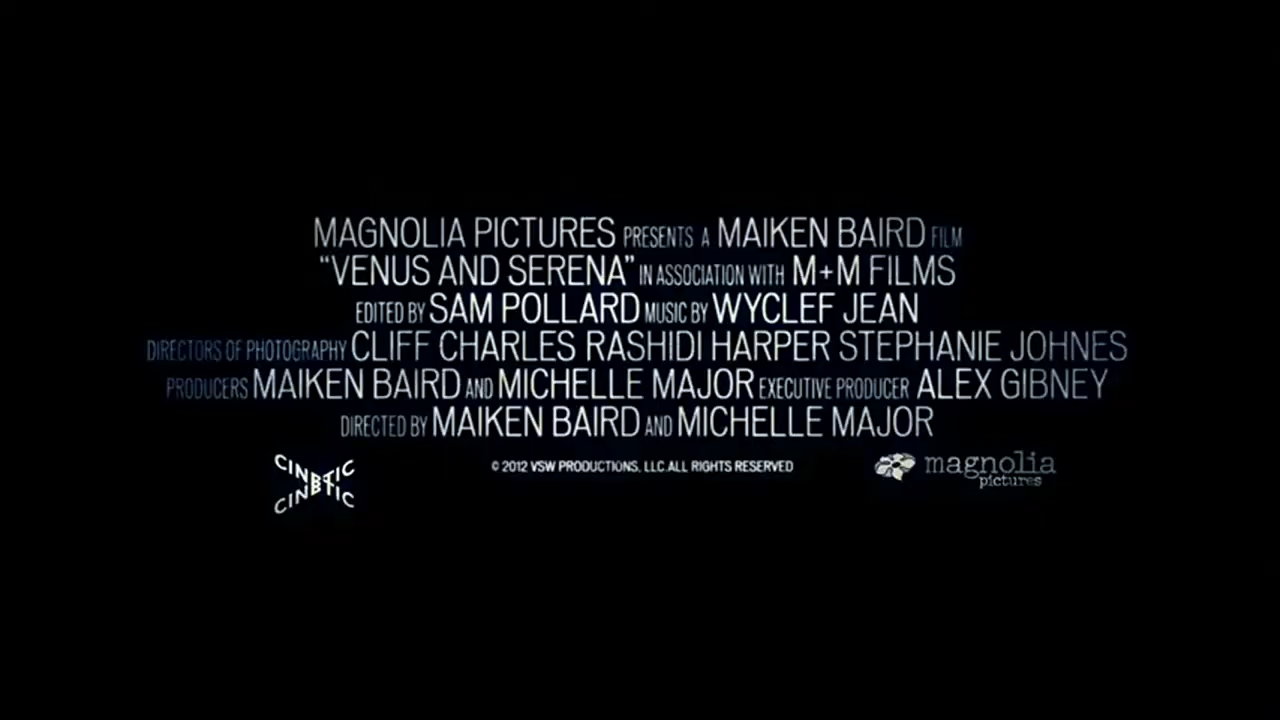 MAGNOLIA PICTURES PRESENTS A MAIKEN BAIRD FILM
“VENUS AND SERENA” IN ASSOCIATION WITH M+M FILMS
EDITED BY SAM POLLARD MUSIC BY WYCLEF JEAN
DIRECTORS OF PHOTOGRAPHY CLIFF CHARLES RASHIDI HARPER STEPHANIE JOHNES
PRODUCERS MAIKEN BAIRD AND MICHELLE MAJOR EXECUTIVE PRODUCER ALEX GIBNEY
DIRECTED BY MAIKEN BAIRD AND MICHELLE MAJOR
CINETIC
CINETIC
© 2012 VSW PRODUCTIONS, LLC. ALL RIGHTS RESERVED
magnolia
pictures